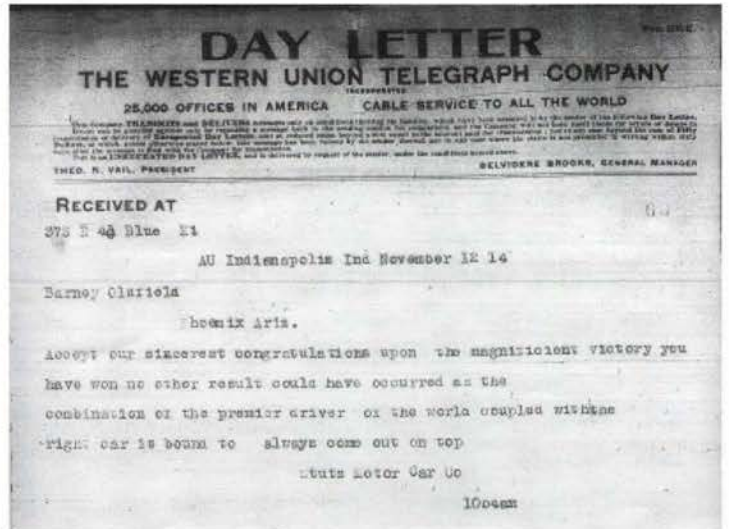 DAY LETTER
THE WESTERN UNION TELEGRAPH COMPANY
INCORPORATED
25,000 OFFICES IN AMERICA CABLE SERVICE TO ALL THE WORLD
THEO. N. VAIL, PRESIDENT BELVIDERE BROOKS, GENERAL MANAGER
RECEIVED AT
Blue
AU Indianapolis Ind November 12 14
Barney Oldfield
Phoenix Ariz.
Accept our sincerest congratulations upon the magnificient victory you
have won no other result could have occurred as the
combination of the premier driver of the world coupled withthe
right car is bound to always come out on top
Stutz Motor Car Co